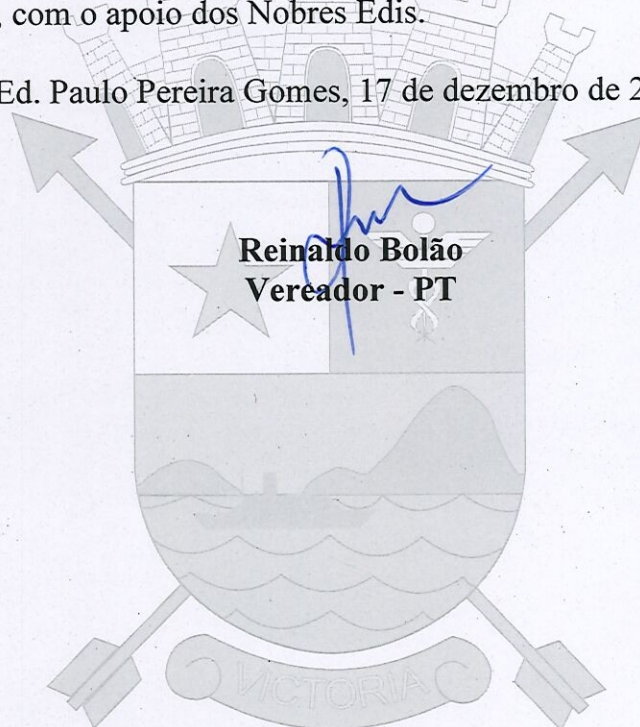 , com o apoio dos Nobres Edis.
Ed. Paulo Pereira Gomes, 17 de dezembro de 2
Reinaldo Bolão
Vereador - PT
VICTORIA